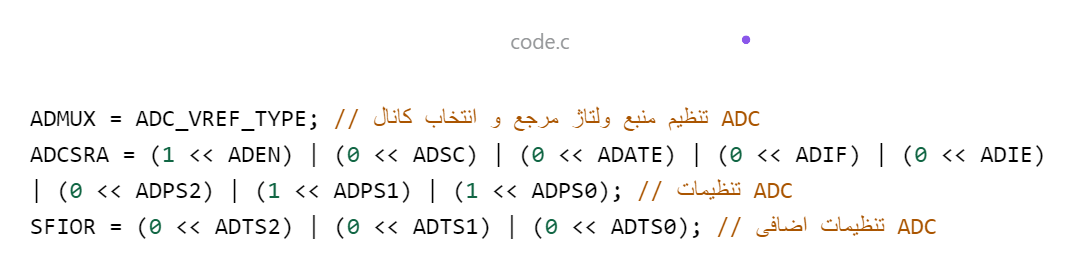 code.c
ADMUX = ADC_VREF_TYPE; // تنظیم منبع ولتاژ مرجع و انتخاب کانال ADC
ADCSRA = (1 << ADEN) | (0 << ADSC) | (0 << ADATE) | (0 << ADIF) | (0 << ADIE)
| (0 << ADPS2) | (1 << ADPS1) | (1 << ADPS0); // تنظیمات ADC
SFIOR = (0 << ADTS2) | (0 << ADTS1) | (0 << ADTS0); // تنظیمات اضافی ADC